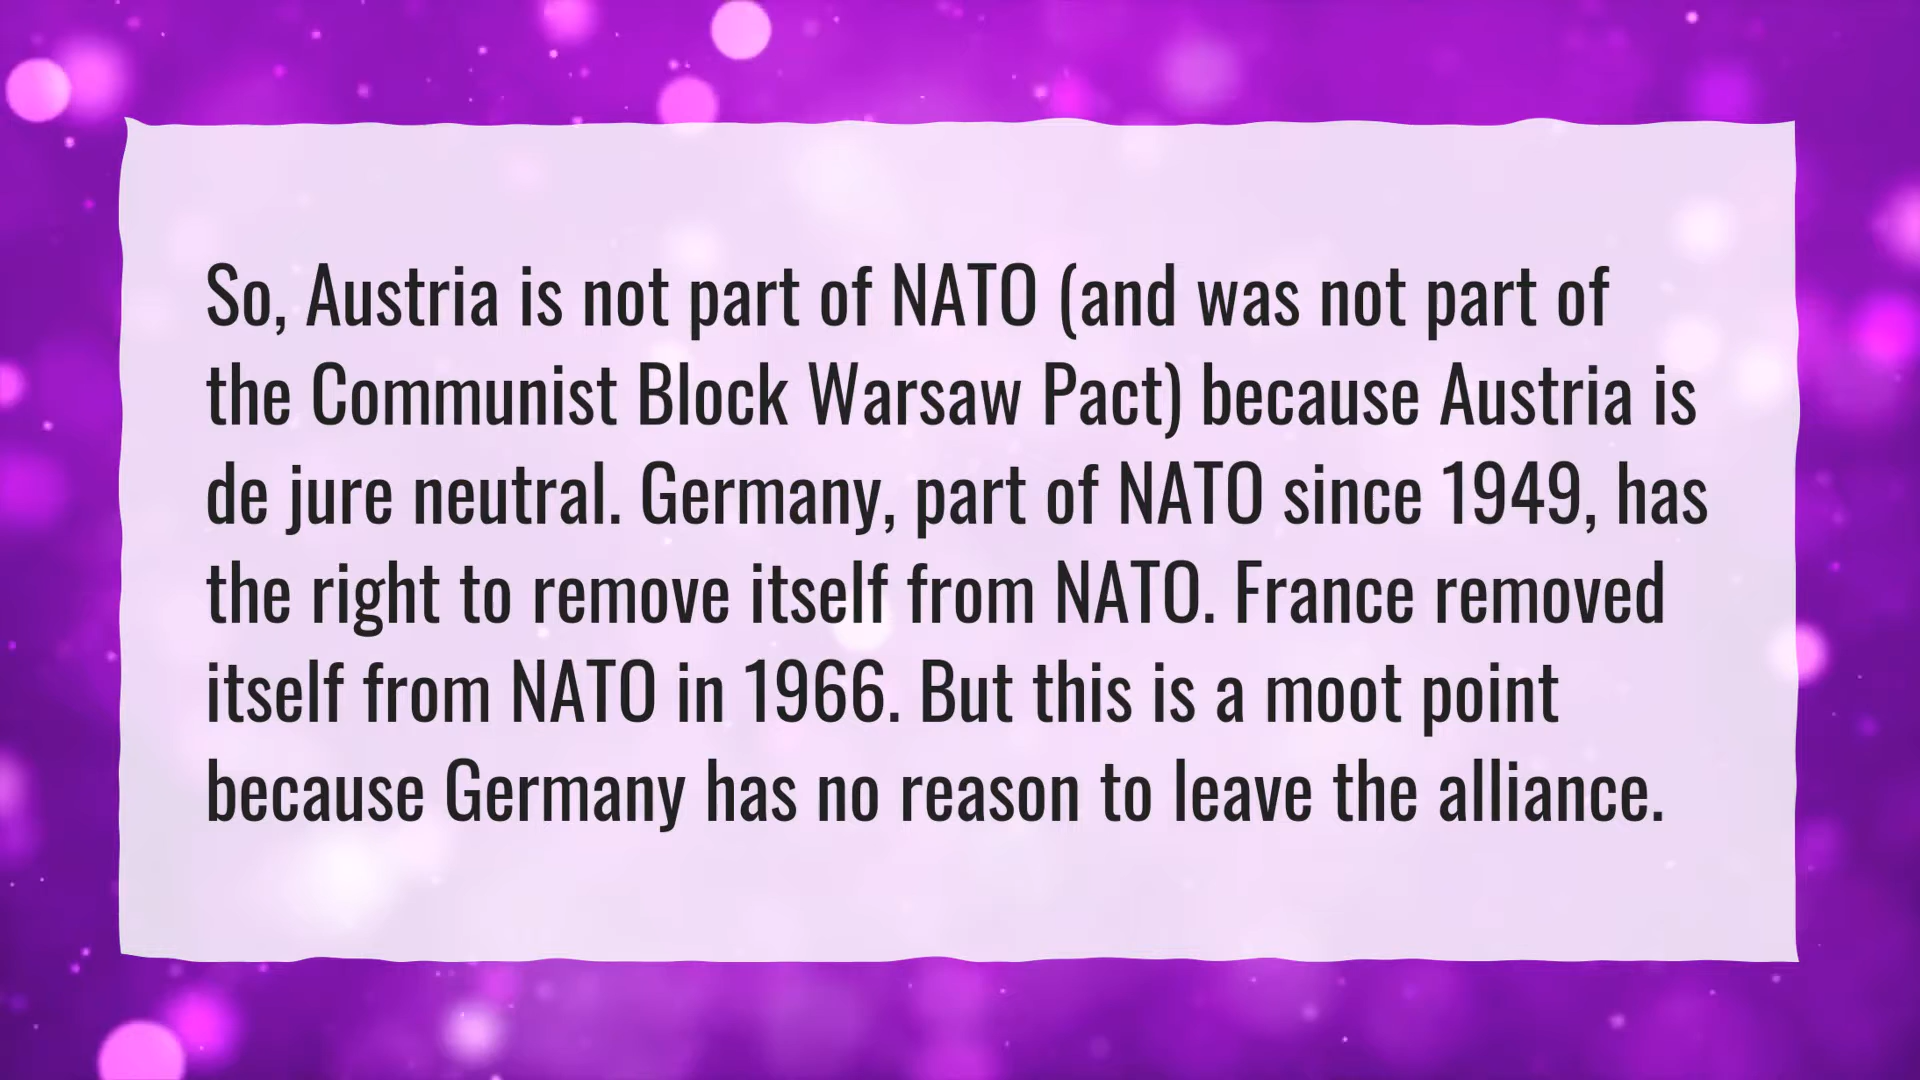 So, Austria is not part of NATO (and was not part of
the Communist Block Warsaw Pact) because Austria is
de jure neutral. Germany, part of NATO since 1949, has
the right to remove itself from NATO. France removed
itself from NATO in 1966. But this is a moot point
because Germany has no reason to leave the alliance.